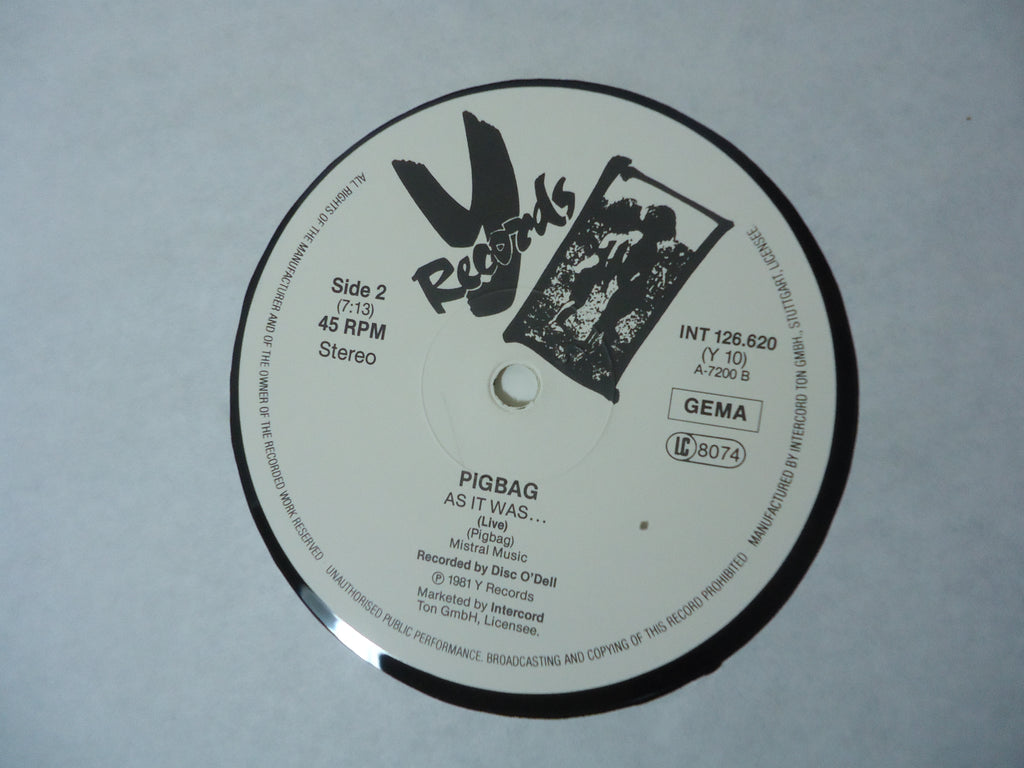 Y Records
Side 2
(7:13)
45 RPM
Stereo
INT 126.620
(Y 10)
A-7200 B
GEMA
LC 8074
PIGBAG
AS IT WAS...
(Live)
(Pigbag)
Mistral Music
Recorded by Disc O'Dell
℗ 1981 Y Records
Marketed by Intercord
Ton GmbH, Licensee.
ALL RIGHTS OF THE MANUFACTURER AND OF THE OWNER OF THE RECORDED WORK RESERVED UNAUTHORISED PUBLIC PERFORMANCE. BROADCASTING AND COPYING OF THIS RECORD PROHIBITED MANUFACTURED BY INTERCORD TON GMBH., STUTTGART, LICENSEE